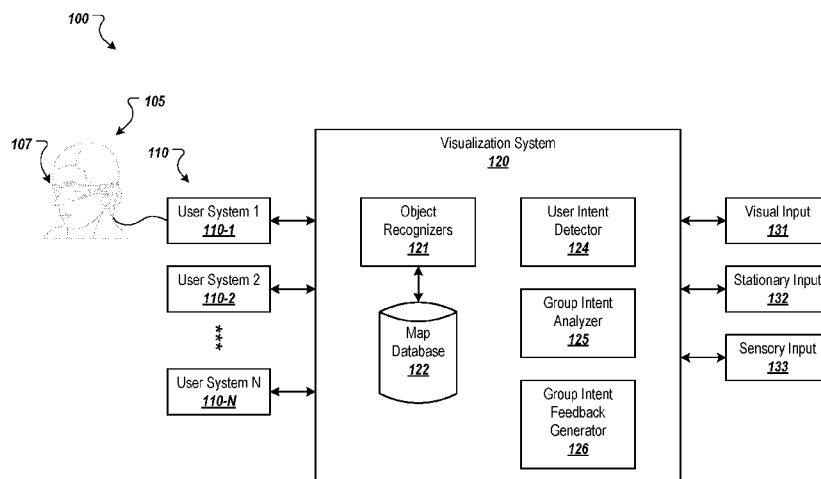 100
105
107
110
Visualization System
120
User System 1
110-1
Object
Recognizers
121
User Intent
Detector
124
Visual Input
131
User System 2
110-2
Map
Database
122
Group Intent
Analyzer
125
Stationary Input
132
***
Sensory Input
133
User System N
110-N
Group Intent
Feedback
Generator
126